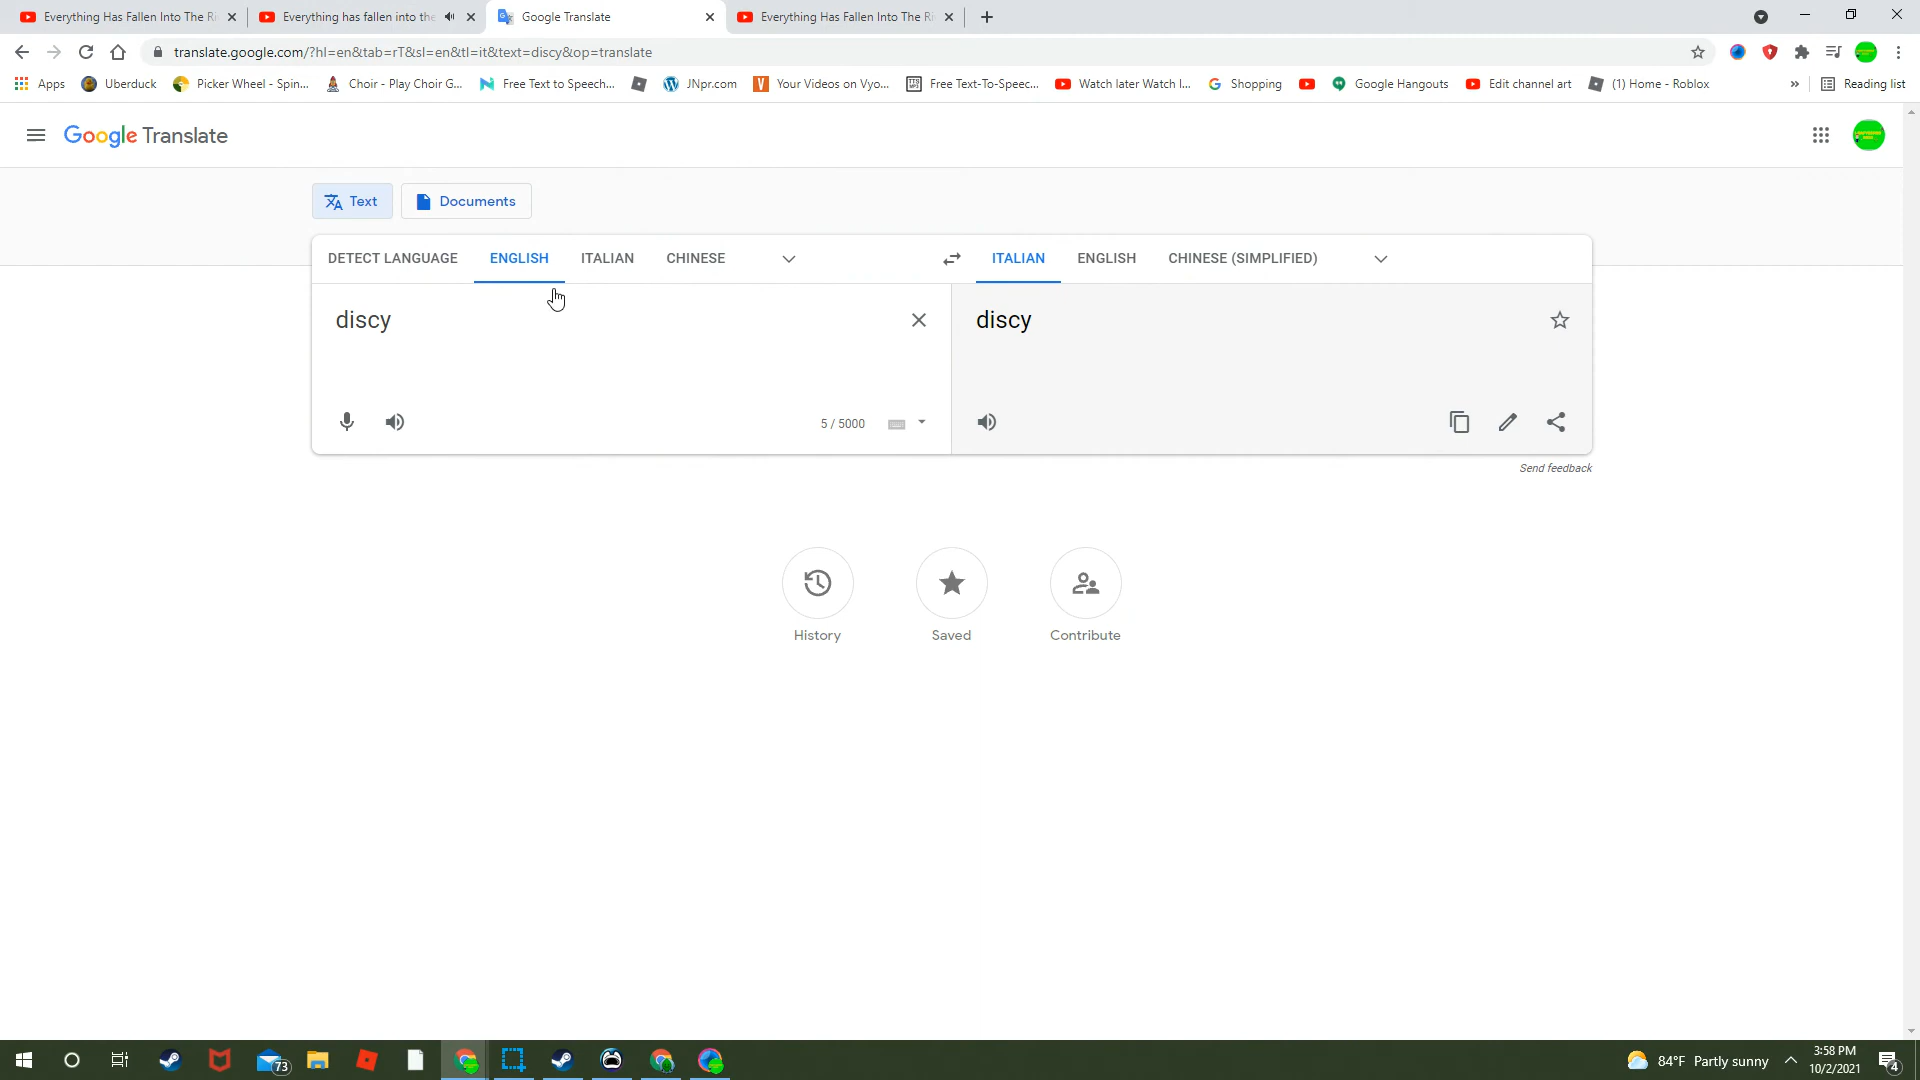 Everything Has Fallen Into The Ri
Everything has fallen into the
Google Translate
Everything Has Fallen Into The Ri
translate.google.com/?hl=en&tab=rT&sl=en&tl=it&text=discy&op=translate
Apps
Uberduck
Picker Wheel - Spin...
Choir - Play Choir G...
Free Text to Speech...
JNpr.com
Your Videos on Vyo...
Free Text-To-Speec...
Watch later Watch l...
Shopping
Google Hangouts
Edit channel art
(1) Home - Roblox
»
Reading list
Google Translate
Text
Documents
DETECT LANGUAGE
ENGLISH
ITALIAN
CHINESE
ITALIAN
ENGLISH
CHINESE (SIMPLIFIED)
discy
discy
5 / 5000
Send feedback
History
Saved
Contribute
73
84°F Partly sunny
3:58 PM
10/2/2021
4